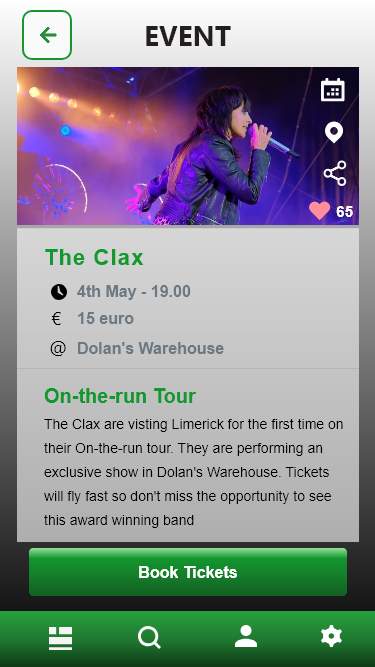 EVENT
65
The Clax
4th May - 19.00
€ 15 euro
@ Dolan's Warehouse
On-the-run Tour
The Clax are visting Limerick for the first time on
their On-the-run tour. They are performing an
exclusive show in Dolan's Warehouse. Tickets
will fly fast so don't miss the opportunity to see
this award winning band
Book Tickets